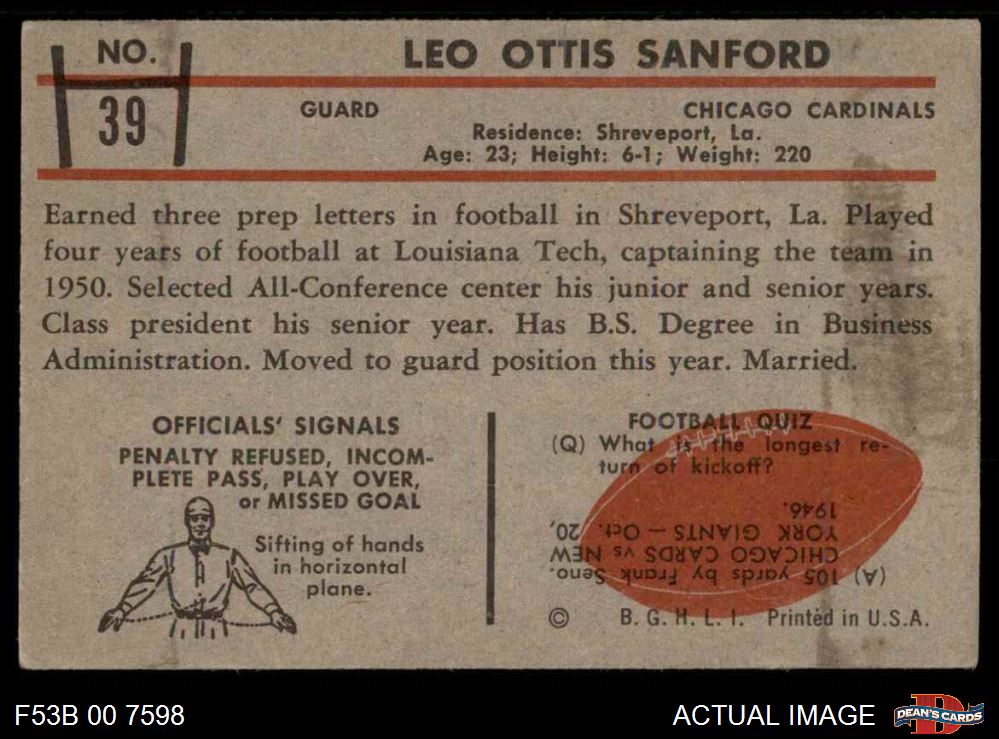 NO.
39
LEO OTTIS SANFORD
GUARD CHICAGO CARDINALS
Residence: Shreveport, La.
Age: 23; Height: 6-1; Weight: 220
Earned three prep letters in football in Shreveport, La. Played
four years of football at Louisiana Tech, captaining the team in
1950. Selected All-Conference center his junior and senior years.
Class president his senior year. Has B.S. Degree in Business
Administration. Moved to guard position this year. Married.
OFFICIALS' SIGNALS
PENALTY REFUSED, INCOM-
PLETE PASS, PLAY OVER,
or MISSED GOAL
Sifting of hands
in horizontal
plane.
FOOTBALL QUIZ
(Q) What is the longest re-
turn of kickoff?
(A) 105 yards by Frank Seno.
CHICAGO CARDS vs NEW
YORK GIANTS — Oct. 20,
1946.
© B. G. H. L. I. Printed in U.S.A.
F53B 00 7598
ACTUAL IMAGE
D
DEAN'S CARDS